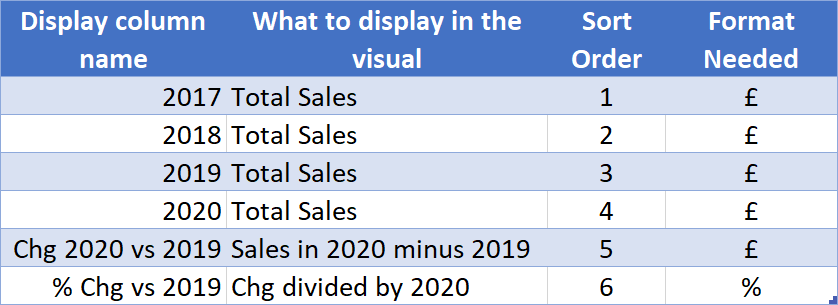 Display column name What to display in the visual Sort Order Format Needed
2017 Total Sales 1 £
2018 Total Sales 2 £
2019 Total Sales 3 £
2020 Total Sales 4 £
Chg 2020 vs 2019 Sales in 2020 minus 2019 5 £
% Chg vs 2019 Chg divided by 2020 6 %